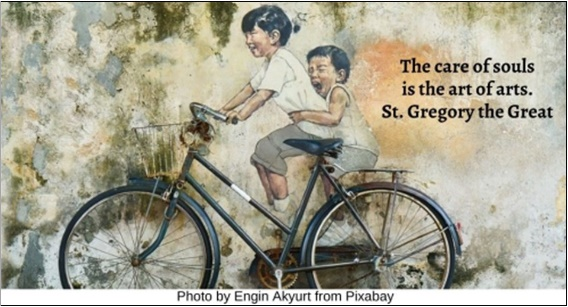 The care of souls
is the art of arts.
St. Gregory the Great
Photo by Engin Akyurt from Pixabay